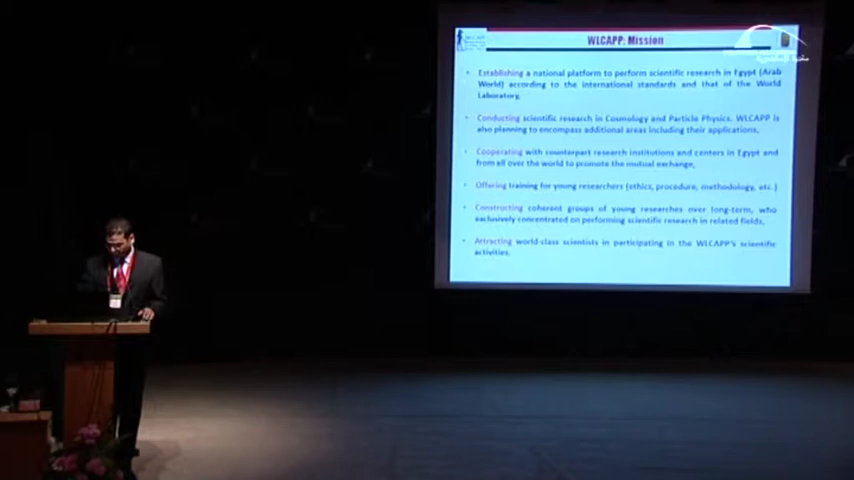 WLCAPP: Mission
• Establishing a national platform to perform scientific research in Egypt (Arab
World) according to the international standards and that of the World
Laboratory.
• Conducting scientific research in Cosmology and Particle Physics. WLCAPP is
also planning to encompass additional areas including their applications,
• Cooperating with counterpart research institutions and centers in Egypt and
from all over the world to promote the mutual exchange,
• Offering training for young researchers (ethics, procedure, methodology, etc.)
• Constructing coherent groups of young researches over long-term, who
exclusively concentrated on performing scientific research in related fields,
• Attracting world-class scientists in participating in the WLCAPP's scientific
activities.